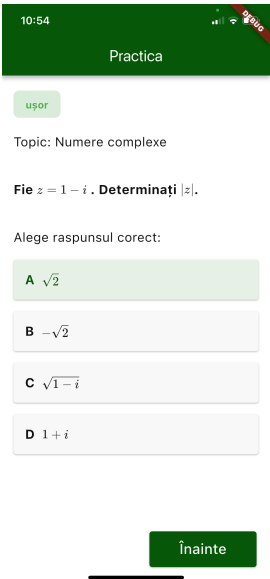 10:54
DEBUG
Practica
ușor
Topic: Numere complexe
Fie z = 1 − i . Determinați |z|.
Alege raspunsul corect:
A √2
B −√2
C √(1 − i)
D 1 + i
Înainte